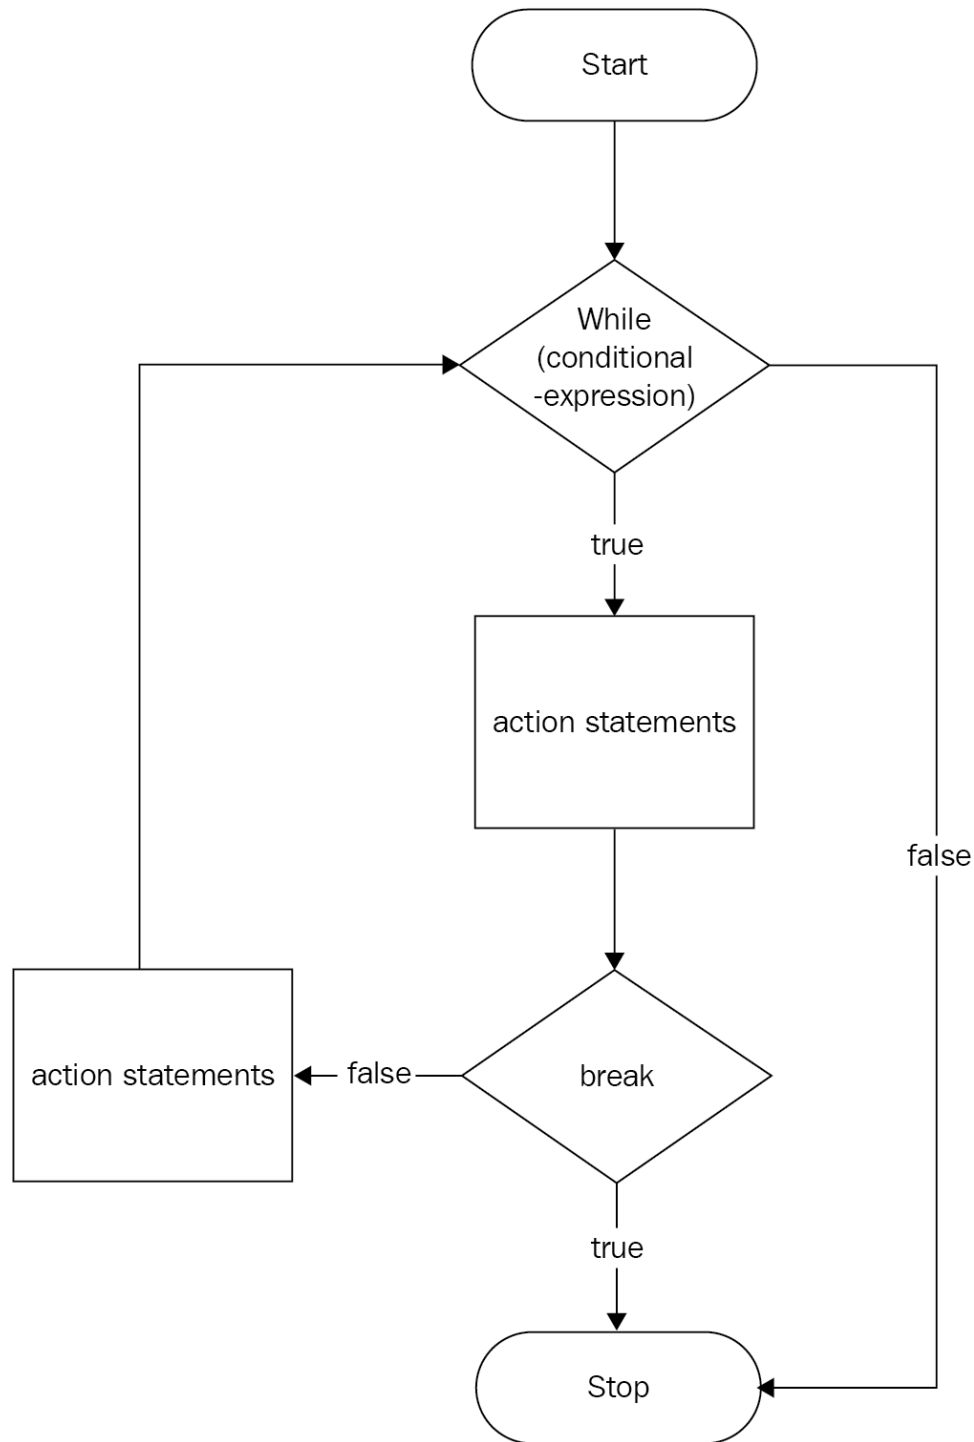 Start
While
(conditional
-expression)
true
action statements
false
action statements
false
break
true
Stop